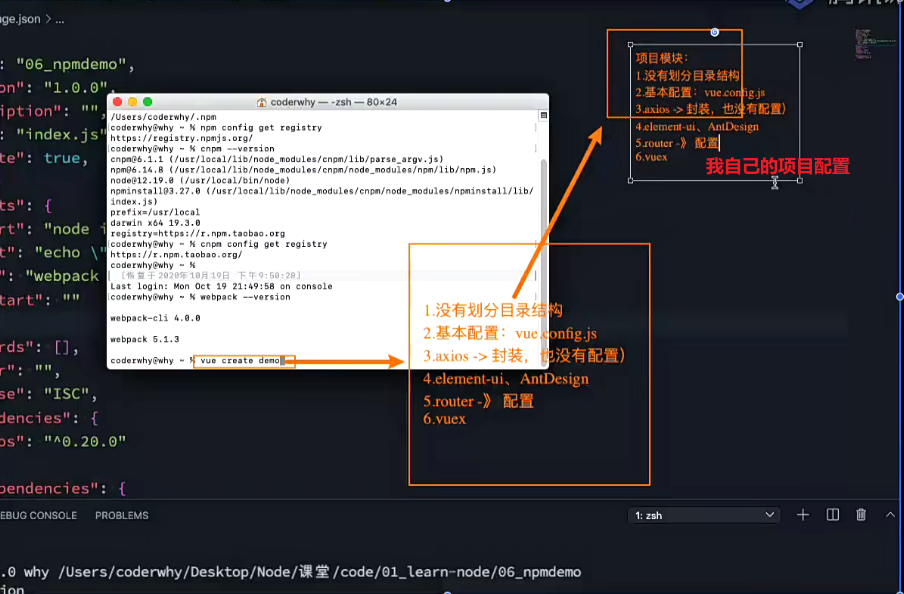 ge.json > ...
: "06_npmdemo",
on": "1.0.0",
iption": "",
: "index.js"
te": true,
ts": {
rt": "node i
t": "echo \"
": "webpack
tart": ""
rds": [],
r": "",
se": "ISC",
dencies": {
os": "^0.20.0"
pendencies": {
coderwhy — -zsh — 80×24
/Users/coderwhy/.npm
coderwhy@why ~ % npm config get registry
https://registry.npmjs.org/
coderwhy@why ~ % cnpm --version
cnpm@6.1.1 (/usr/local/lib/node_modules/cnpm/lib/parse_argv.js)
npm@6.14.8 (/usr/local/lib/node_modules/cnpm/node_modules/npm/lib/npm.js)
node@12.19.0 (/usr/local/bin/node)
npminstall@3.27.0 (/usr/local/lib/node_modules/cnpm/node_modules/npminstall/lib/
index.js)
prefix=/usr/local
darwin x64 19.3.0
registry=https://r.npm.taobao.org
coderwhy@why ~ % cnpm config get registry
https://r.npm.taobao.org/
coderwhy@why ~ %
[恢复于2020年10月19日 下午9:50:28]
Last login: Mon Oct 19 21:49:58 on console
coderwhy@why ~ % webpack --version
webpack-cli 4.0.0
webpack 5.1.3
coderwhy@why ~ % vue create demo
项目模块：
1.没有划分目录结构
2.基本配置：vue.config.js
3.axios -> 封装，也没有配置）
4.element-ui、AntDesign
5.router -》 配置
6.vuex
我自己的项目配置
1.没有划分目录结构
2.基本配置：vue.config.js
3.axios -> 封装，也没有配置）
4.element-ui、AntDesign
5.router -》 配置
6.vuex
EBUG CONSOLE PROBLEMS
1: zsh
.0 why /Users/coderwhy/Desktop/Node/课堂/code/01_learn-node/06_npmdemo